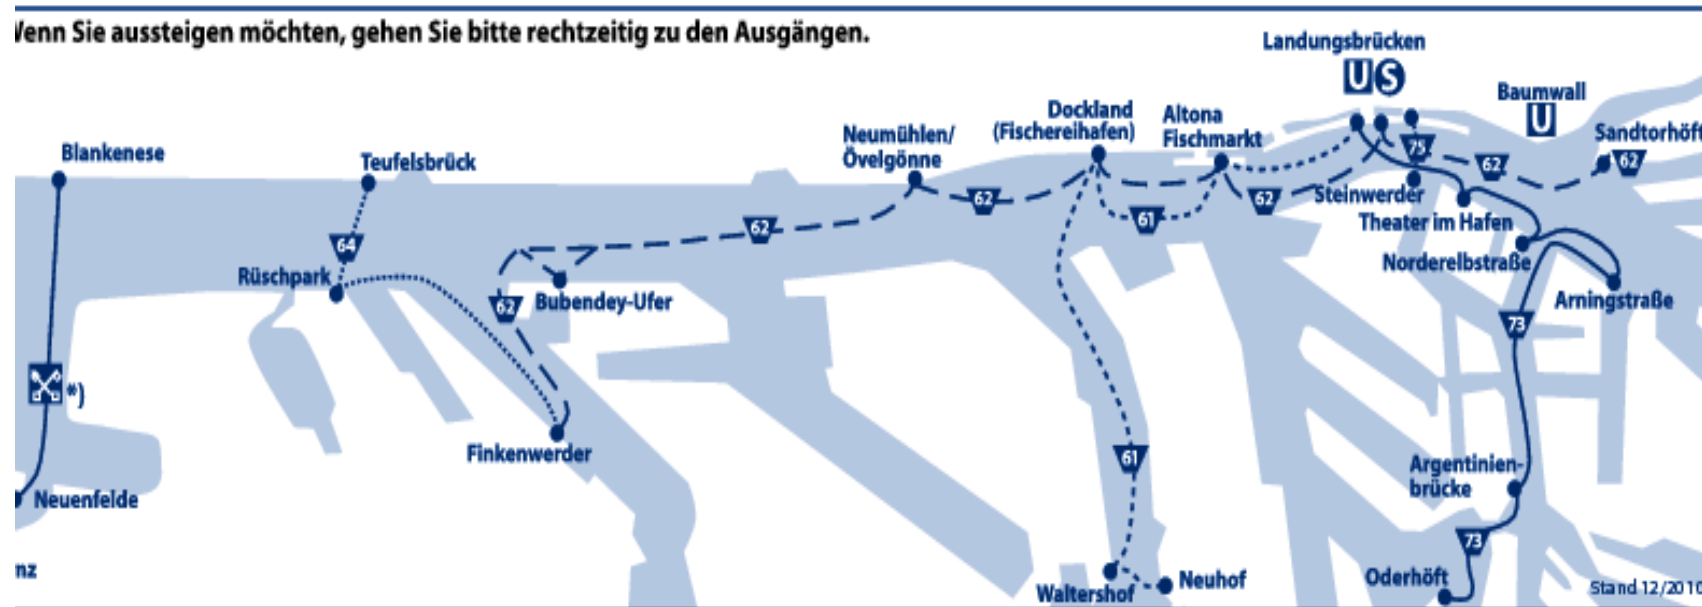 Wenn Sie aussteigen möchten, gehen Sie bitte rechtzeitig zu den Ausgängen.
Landungsbrücken
U S
Baumwall
U
Sandtorhöft
62
Dockland
(Fischereihafen)
Altona
Fischmarkt
Neumühlen/
Övelgönne
Blankenese
Teufelsbrück
75
62
62
62
61
62
64
Steinwerder
Theater im Hafen
Norderelbstraße
Arningstraße
Rüschpark
62
Bubendey-Ufer
73
*)
Finkenwerder
61
Argentinien-
brücke
Neuenfelde
73
nz
Waltershof
Neuhof
Oderhöft
Stand 12/2010